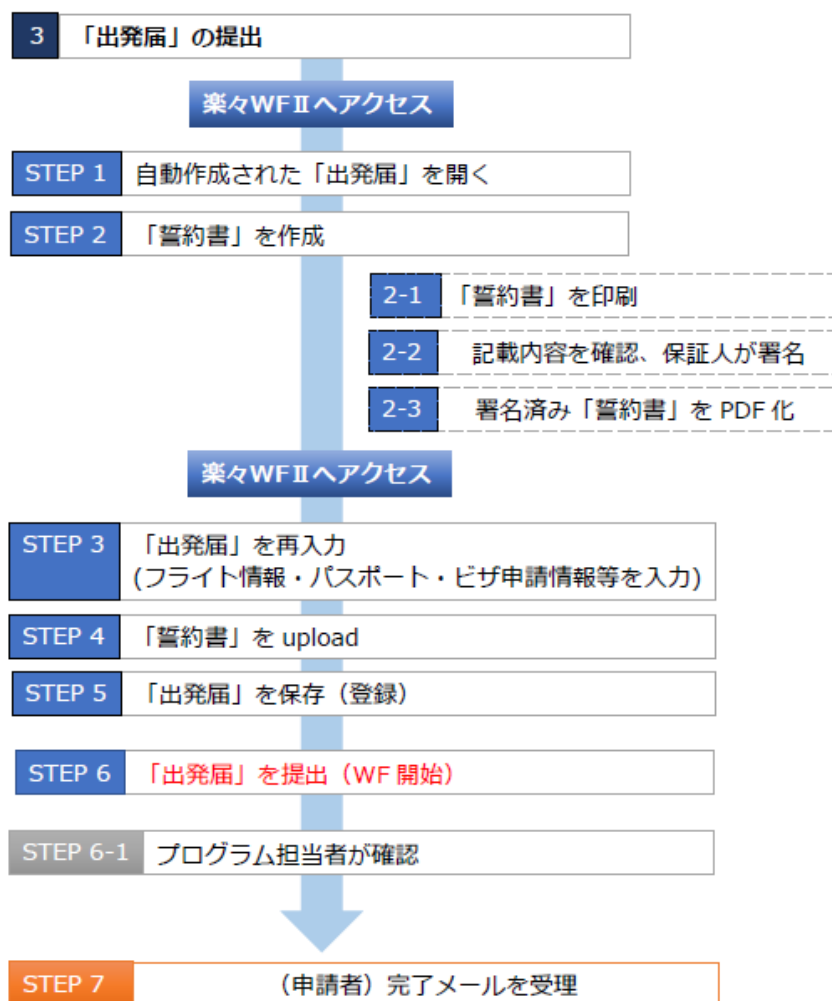 3 「出発届」の提出
楽々WFⅡへアクセス
STEP 1 自動作成された「出発届」を開く
STEP 2 「誓約書」を作成
2-1 「誓約書」を印刷
2-2 記載内容を確認、保証人が署名
2-3 署名済み「誓約書」を PDF 化
楽々WFⅡへアクセス
STEP 3 「出発届」を再入力
(フライト情報・パスポート・ビザ申請情報等を入力)
STEP 4 「誓約書」を upload
STEP 5 「出発届」を保存（登録）
STEP 6 「出発届」を提出（WF 開始）
STEP 6-1 プログラム担当者が確認
STEP 7 （申請者）完了メールを受理